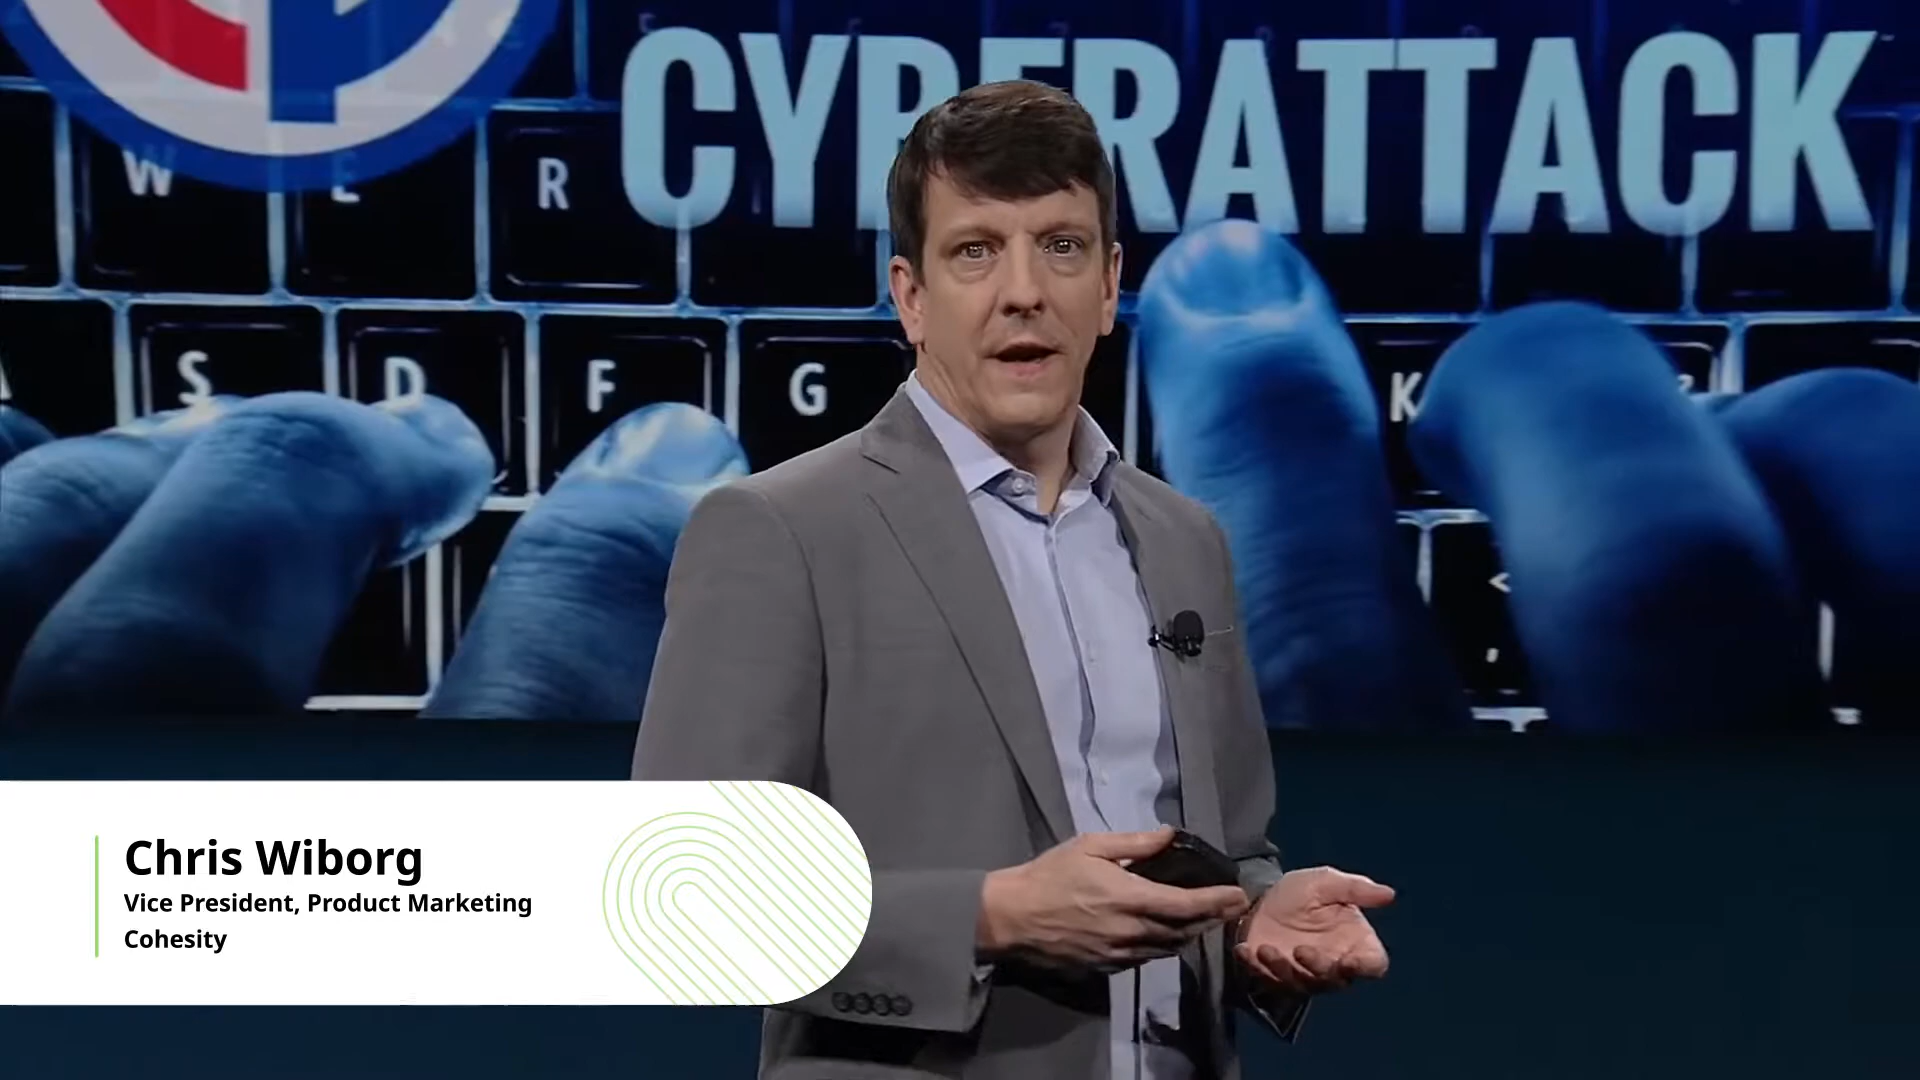 CYBERATTACK
W E R
S D F G K
<
,
Chris Wiborg
Vice President, Product Marketing
Cohesity